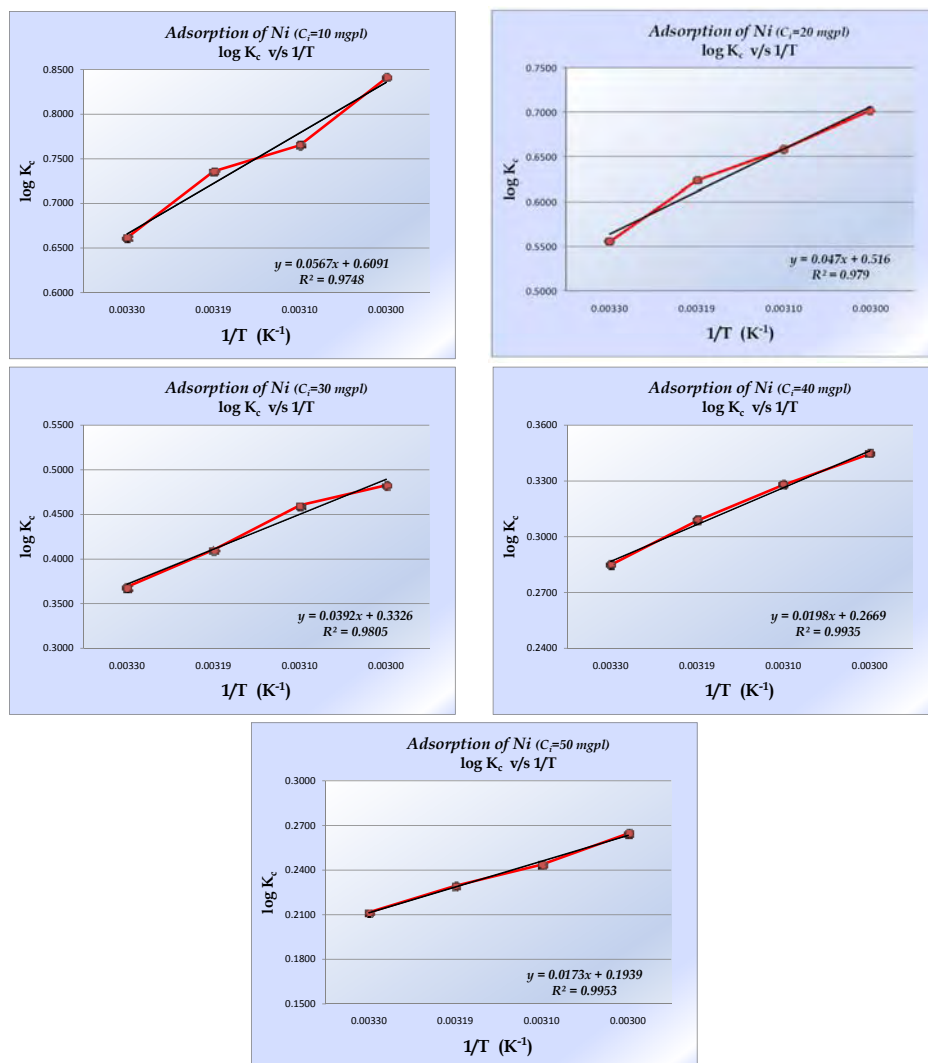 Adsorption of Ni (Ci=10 mgpl)
log Kc v/s 1/T
0.8500
0.8000
0.7500
0.7000
0.6500
0.6000
log Kc
y = 0.0567x + 0.6091
R² = 0.9748
0.00330 0.00319 0.00310 0.00300
1/T (K⁻¹)
Adsorption of Ni (Ci=20 mgpl)
log Kc v/s 1/T
0.7500
0.7000
0.6500
0.6000
0.5500
0.5000
log Kc
y = 0.047x + 0.516
R² = 0.979
0.00330 0.00319 0.00310 0.00300
1/T (K⁻¹)
Adsorption of Ni (Ci=30 mgpl)
log Kc v/s 1/T
0.5500
0.5000
0.4500
0.4000
0.3500
0.3000
log Kc
y = 0.0392x + 0.3326
R² = 0.9805
0.00330 0.00319 0.00310 0.00300
1/T (K⁻¹)
Adsorption of Ni (Ci=40 mgpl)
log Kc v/s 1/T
0.3600
0.3300
0.3000
0.2700
0.2400
log Kc
y = 0.0198x + 0.2669
R² = 0.9935
0.00330 0.00319 0.00310 0.00300
1/T (K⁻¹)
Adsorption of Ni (Ci=50 mgpl)
log Kc v/s 1/T
0.3000
0.2700
0.2400
0.2100
0.1800
0.1500
log Kc
y = 0.0173x + 0.1939
R² = 0.9953
0.00330 0.00319 0.00310 0.00300
1/T (K⁻¹)